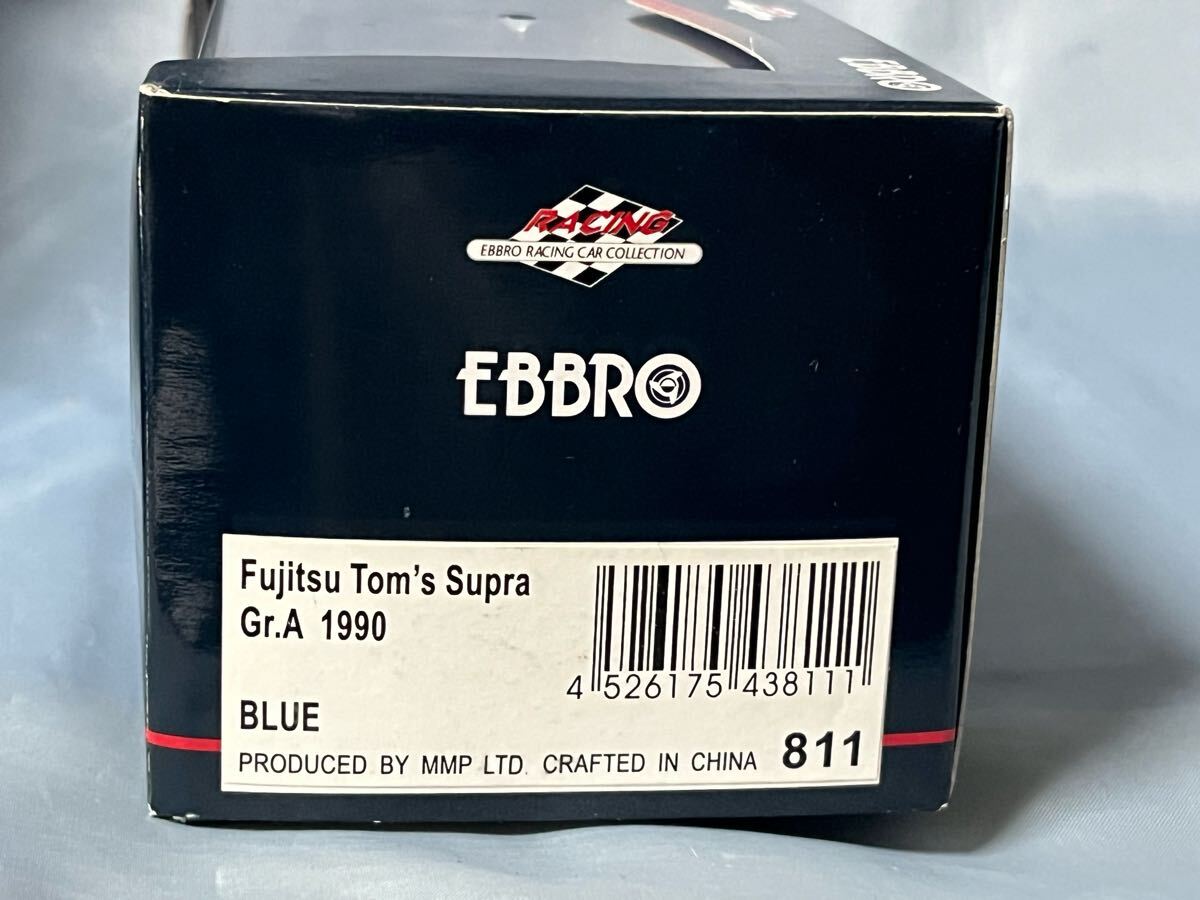 EBBRO
RACING
EBBRO RACING CAR COLLECTION
EBBRO
Fujitsu Tom's Supra
Gr.A 1990
4 526175 438111
BLUE
PRODUCED BY MMP LTD. CRAFTED IN CHINA 811